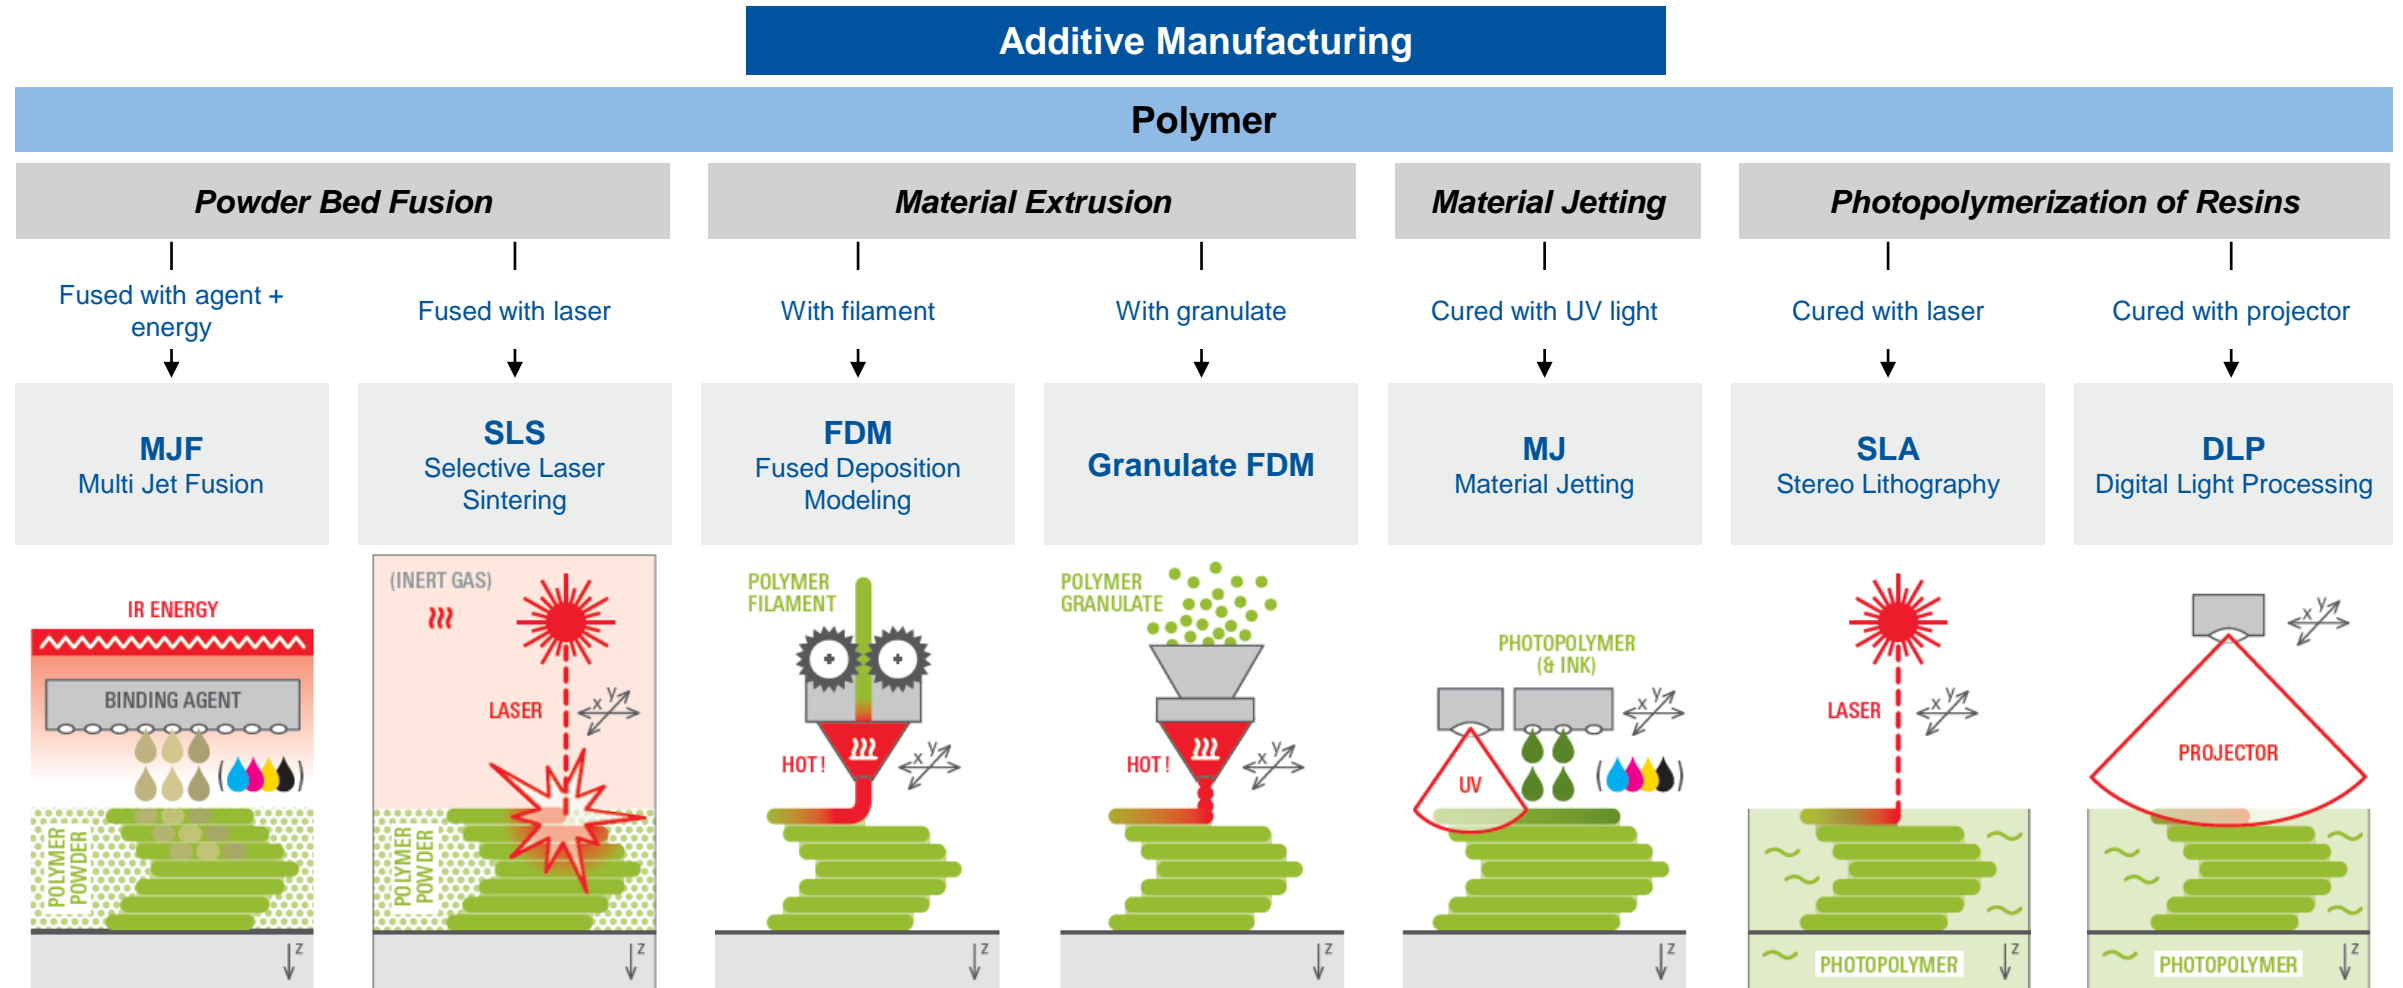 Additive Manufacturing
Polymer
Powder Bed Fusion
Material Extrusion
Material Jetting
Photopolymerization of Resins
Fused with agent +
energy
Fused with laser
With filament
With granulate
Cured with UV light
Cured with laser
Cured with projector
MJF
Multi Jet Fusion
SLS
Selective Laser
Sintering
FDM
Fused Deposition
Modeling
Granulate FDM
MJ
Material Jetting
SLA
Stereo Lithography
DLP
Digital Light Processing
IR ENERGY
BINDING AGENT
( )
POLYMER
POWDER
z
(INERT GAS)
LASER
x y
POLYMER
POWDER
z
POLYMER
FILAMENT
HOT!
x y
z
POLYMER
GRANULATE
HOT!
x y
z
PHOTOPOLYMER
(& INK)
x y
UV
( )
z
LASER
x y
PHOTOPOLYMER
z
x y
PROJECTOR
PHOTOPOLYMER
z